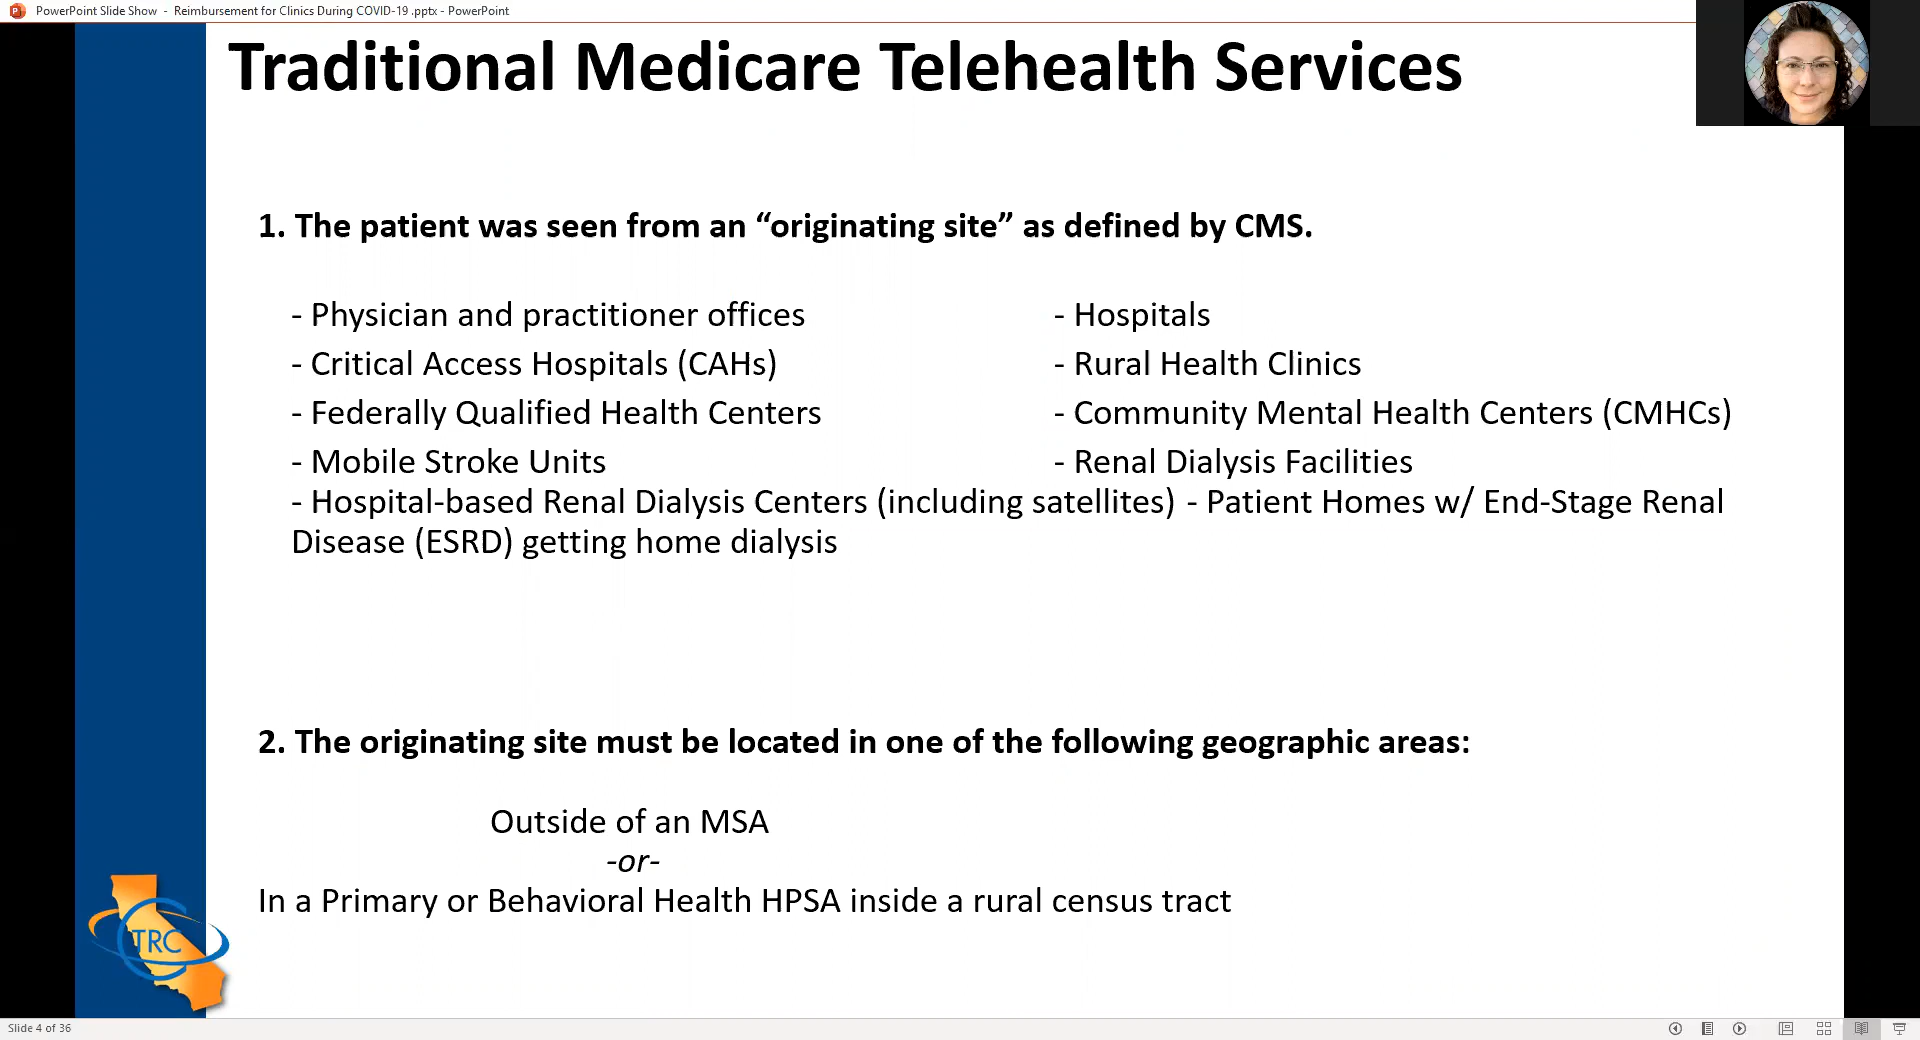 PowerPoint Slide Show - Reimbursement for Clinics During COVID-19 .pptx - PowerPoint
Traditional Medicare Telehealth Services
1. The patient was seen from an “originating site” as defined by CMS.
- Physician and practitioner offices - Hospitals
- Critical Access Hospitals (CAHs) - Rural Health Clinics
- Federally Qualified Health Centers - Community Mental Health Centers (CMHCs)
- Mobile Stroke Units - Renal Dialysis Facilities
- Hospital-based Renal Dialysis Centers (including satellites) - Patient Homes w/ End-Stage Renal
Disease (ESRD) getting home dialysis
2. The originating site must be located in one of the following geographic areas:
Outside of an MSA
-or-
In a Primary or Behavioral Health HPSA inside a rural census tract
TRC
Slide 4 of 36